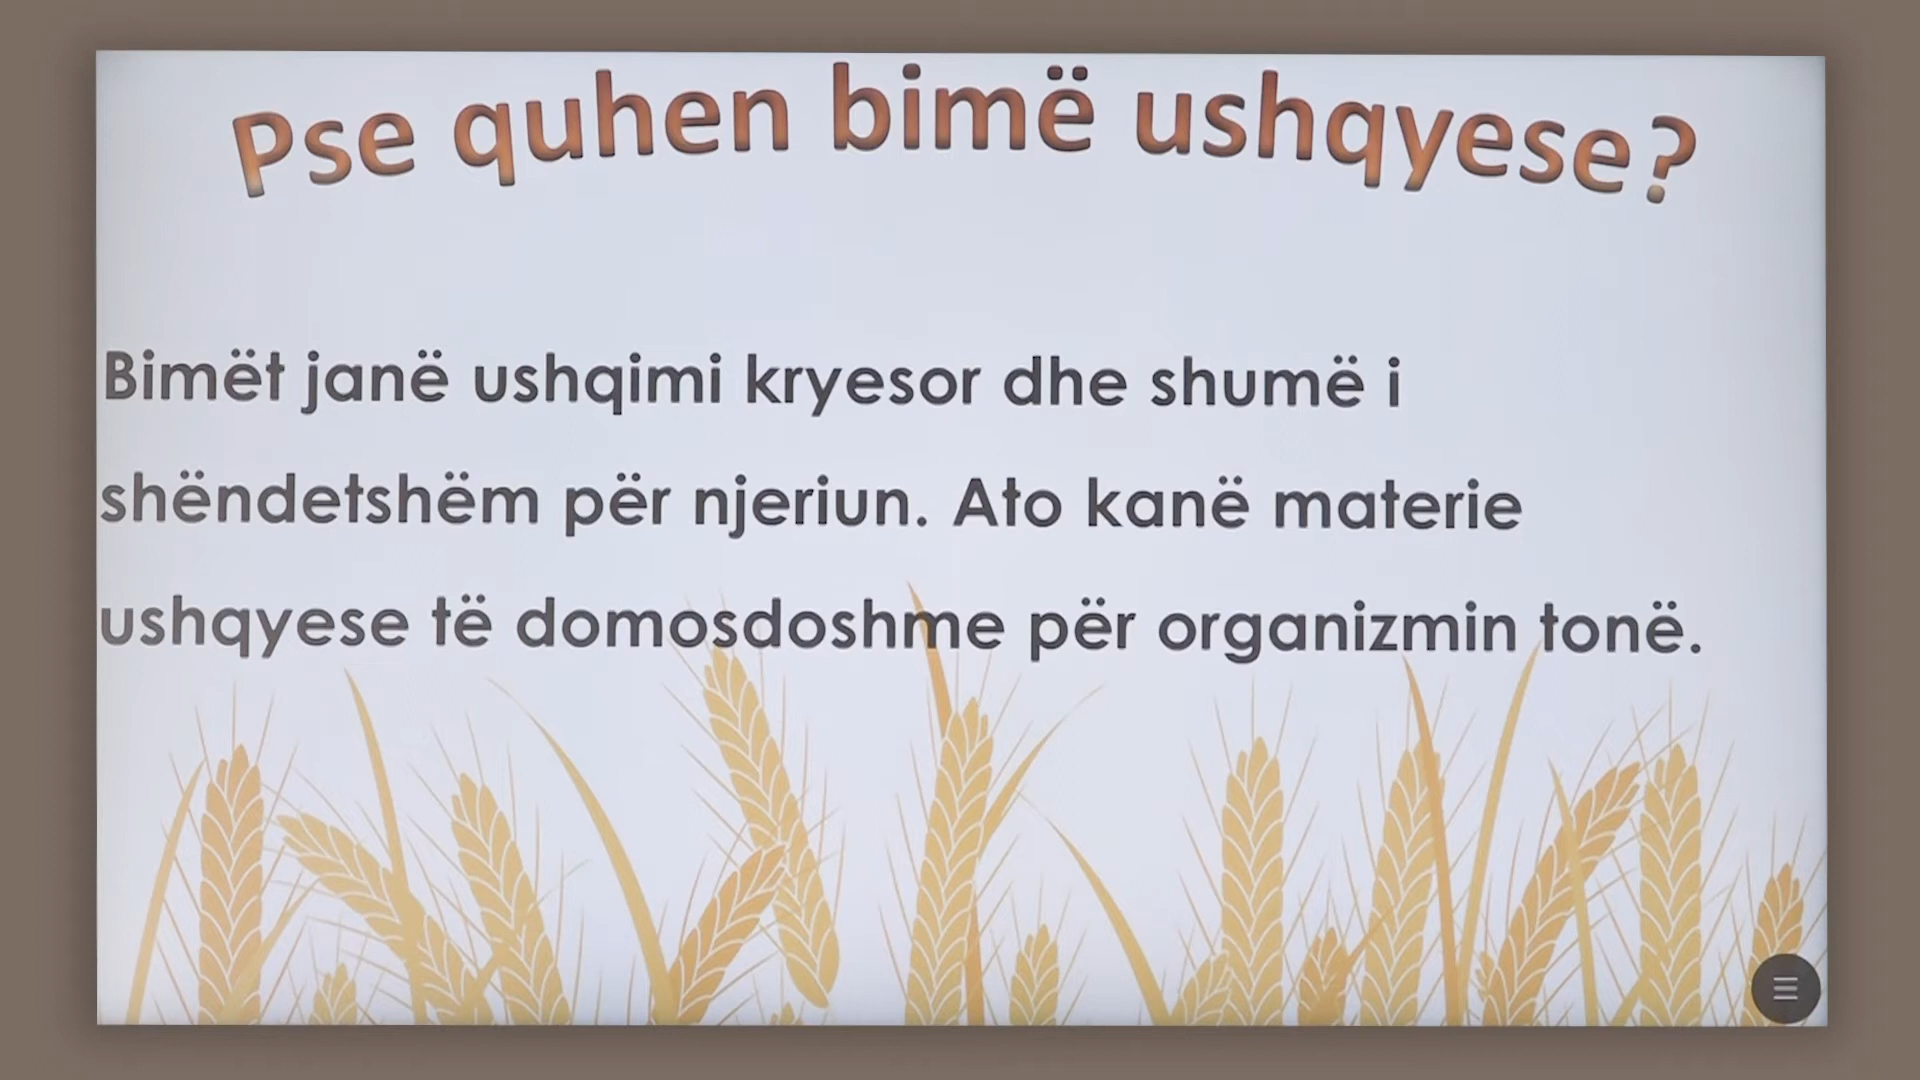 Pse quhen bimë ushqyese?
Bimët janë ushqimi kryesor dhe shumë i
shëndetshëm për njeriun. Ato kanë materie
ushqyese të domosdoshme për organizmin tonë.